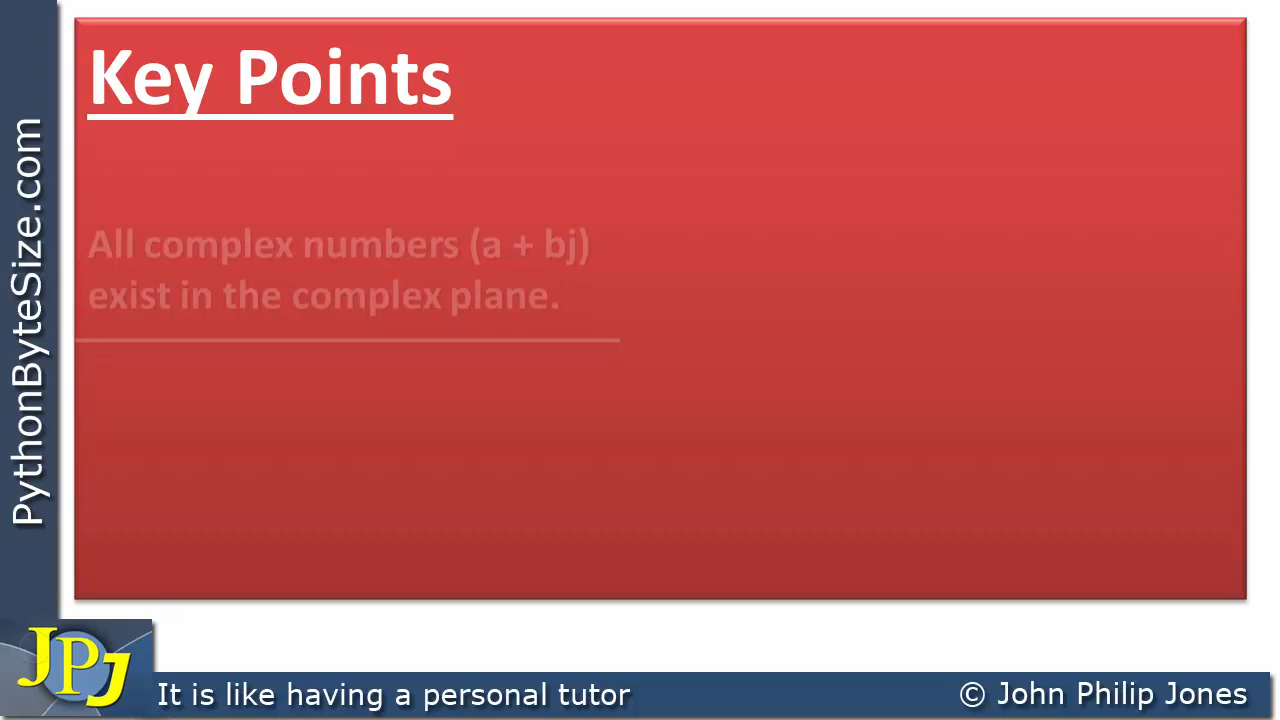 Key Points
All complex numbers (a + bj)
exist in the complex plane.
PythonByteSize.com
JPJ
It is like having a personal tutor
© John Philip Jones